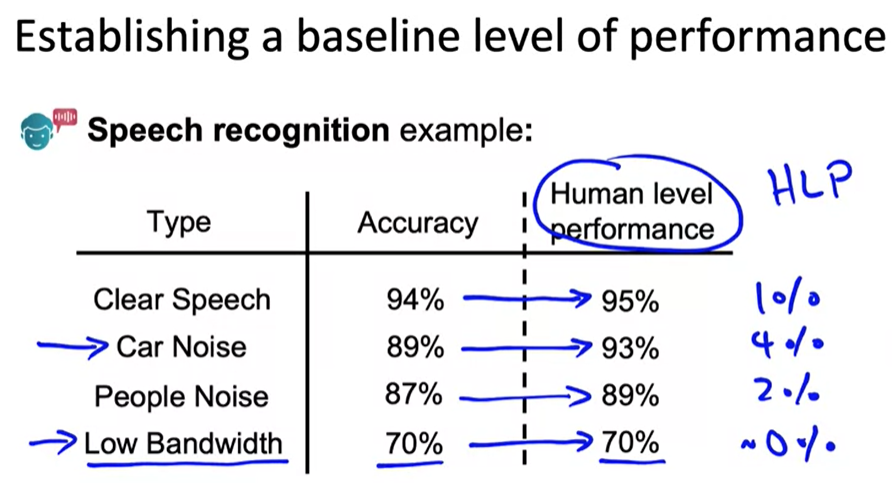 Establishing a baseline level of performance
Speech recognition example:
Type Accuracy Human level performance HLP
Clear Speech 94% 95% 1%
Car Noise 89% 93% 4%
People Noise 87% 89% 2%
Low Bandwidth 70% 70% ~0%